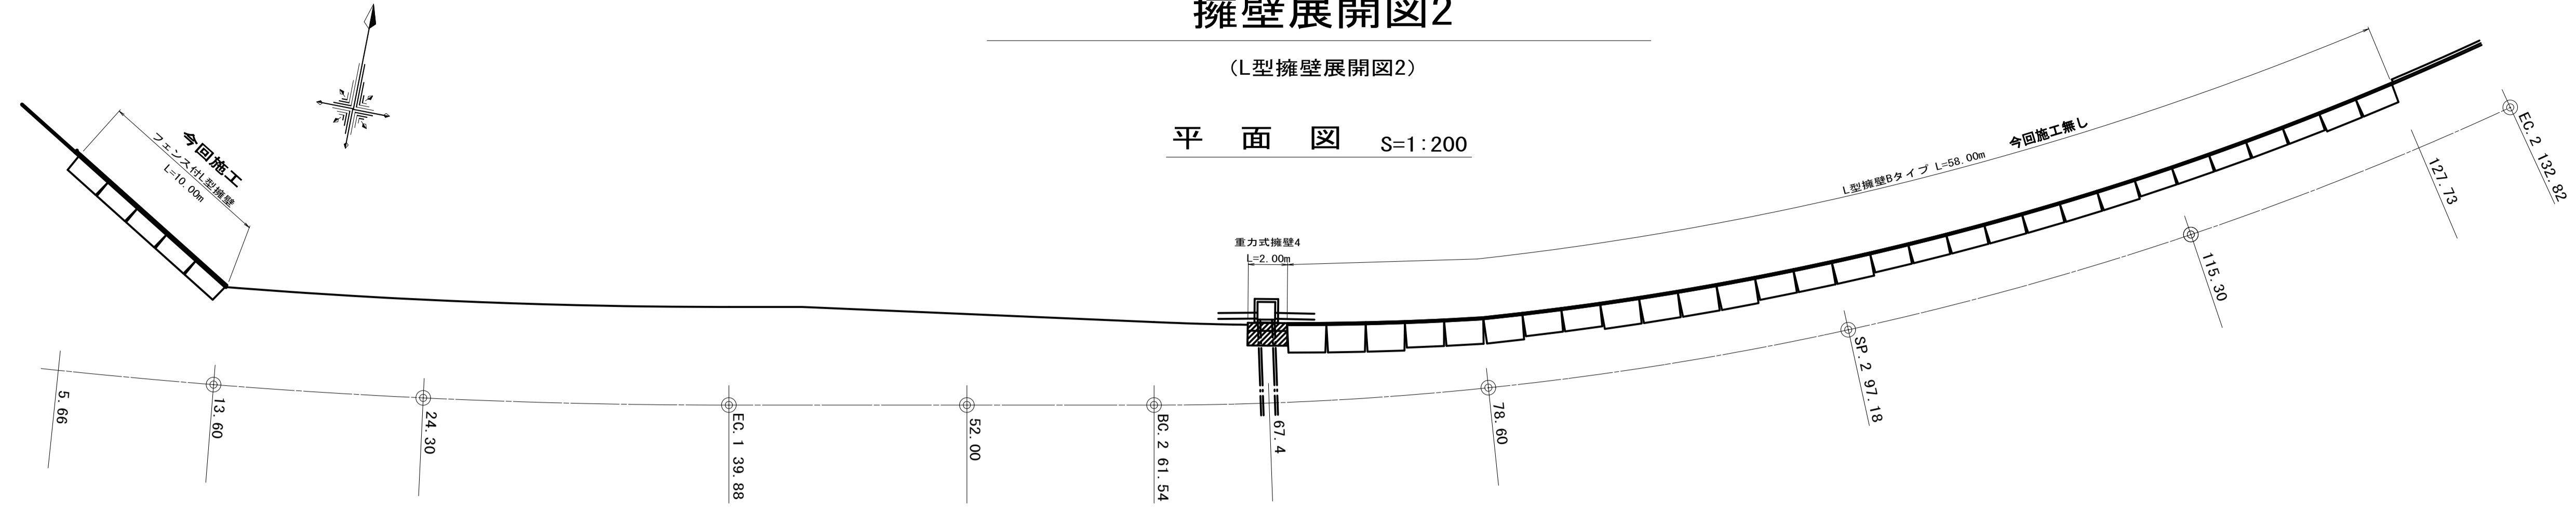 擁壁展開図2
(L型擁壁展開図2)
平 面 図 S=1:200
今回施工
フェンス付L型擁壁
L=10.00m
重力式擁壁4
L=2.00m
L型擁壁Bタイプ L=58.00m
今回施工無し
5.66
13.60
24.30
EC.1 39.88
52.00
BC.2 61.54
67.4
78.60
SP.2 97.18
115.30
127.73
EC.2 132.82